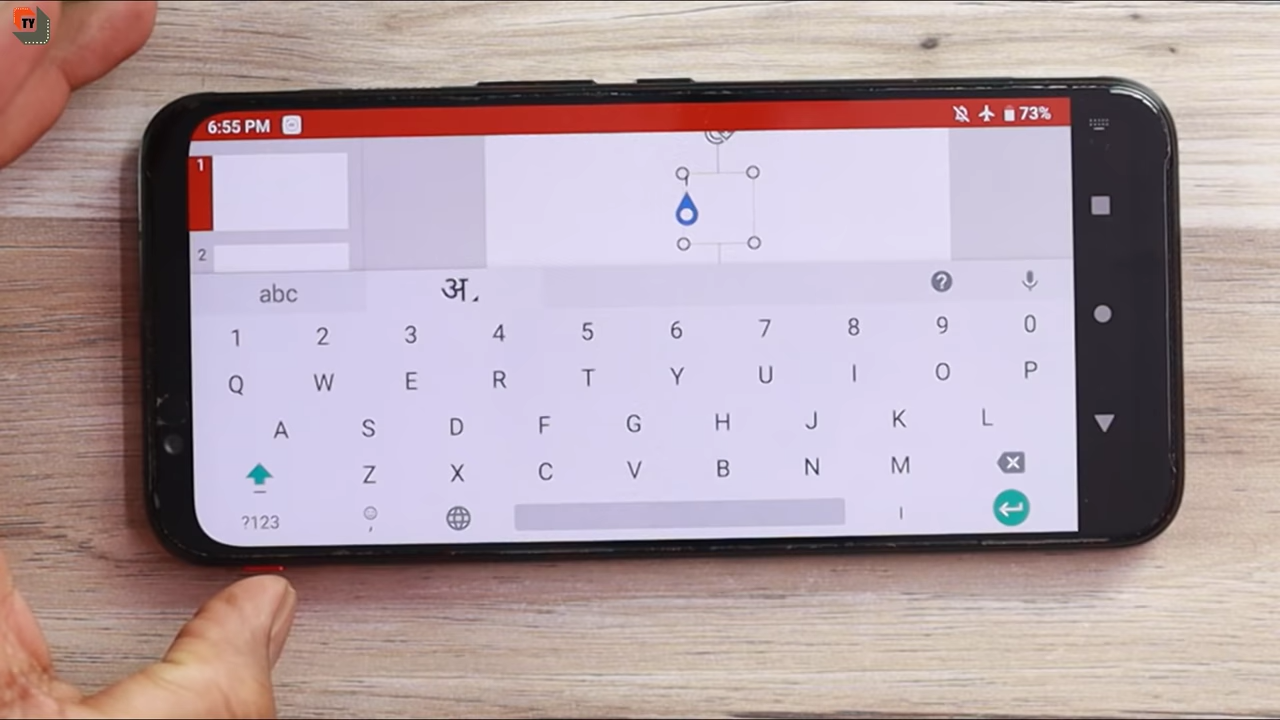 TY
6:55 PM 73%
1
2
abc अ ?
1 2 3 4 5 6 7 8 9 0
Q W E R T Y U I O P
A S D F G H J K L
Z X C V B N M
?123 , |